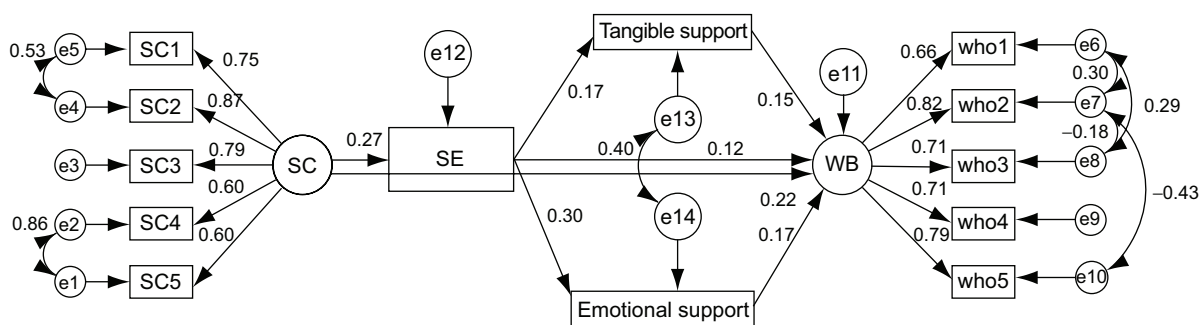 Tangible support
e5
SC1
0.53
0.75
e12
e6
who1
0.66
e11
0.30
e4
SC2
0.87
0.17
e13
0.15
0.82
who2
e7
0.29
−0.18
e3
SC3
0.79
SC
0.27
SE
0.40
0.12
WB
0.71
who3
e8
0.60
0.22
0.71
−0.43
0.86
e2
SC4
0.30
e14
0.17
who4
e9
0.60
0.79
e1
SC5
who5
e10
Emotional support